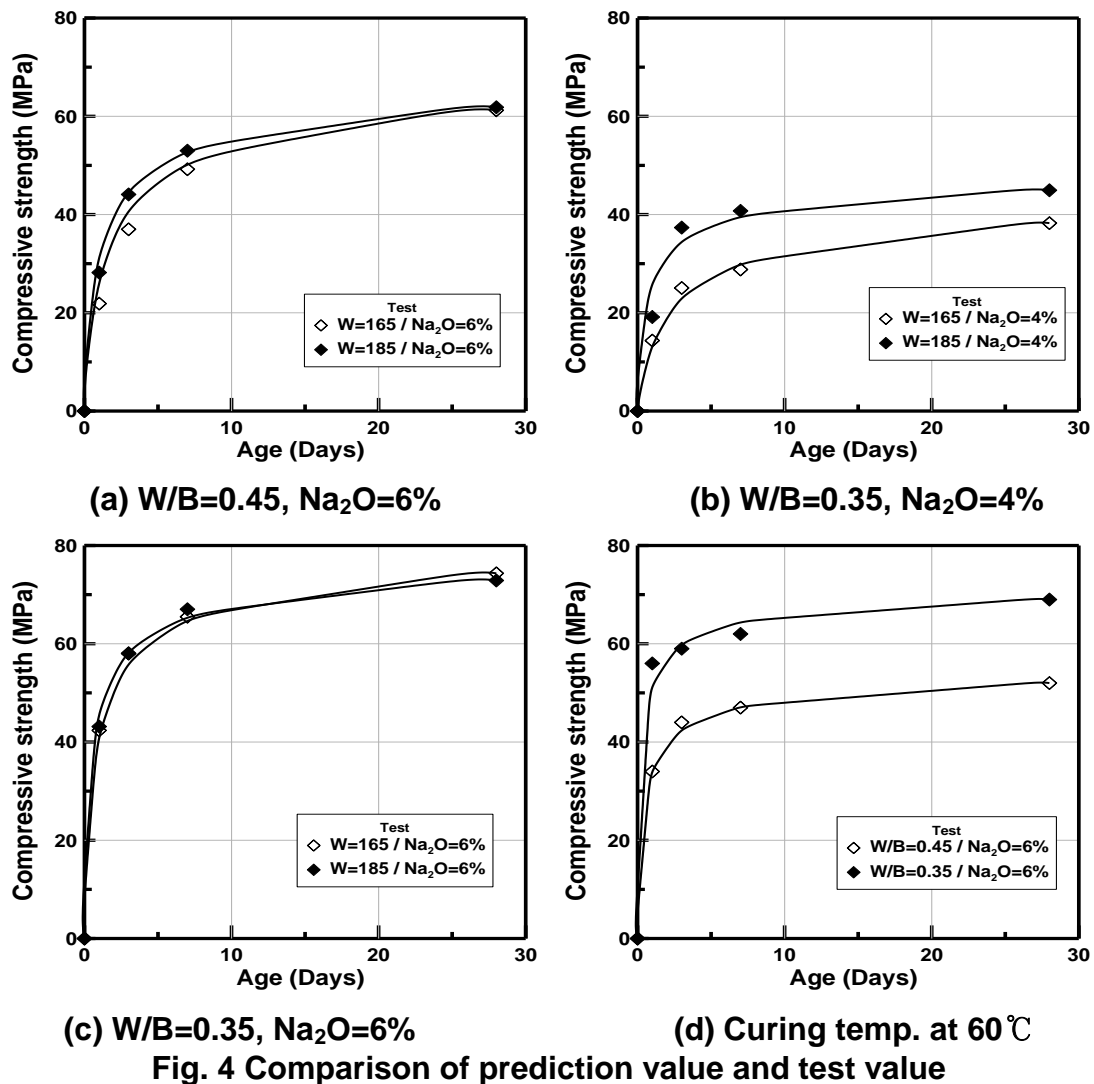 80
60
40
20
0
Compressive strength (MPa)
Test
W=165 / Na₂O=6%
W=185 / Na₂O=6%
0 10 20 30
Age (Days)
(a) W/B=0.45, Na₂O=6%
80
60
40
20
0
Compressive strength (MPa)
Test
W=165 / Na₂O=4%
W=185 / Na₂O=4%
0 10 20 30
Age (Days)
(b) W/B=0.35, Na₂O=4%
80
60
40
20
0
Compressive strength (MPa)
Test
W=165 / Na₂O=6%
W=185 / Na₂O=6%
0 10 20 30
Age (Days)
(c) W/B=0.35, Na₂O=6%
80
60
40
20
0
Compressive strength (MPa)
Test
W/B=0.45 / Na₂O=6%
W/B=0.35 / Na₂O=6%
0 10 20 30
Age (Days)
(d) Curing temp. at 60℃
Fig. 4 Comparison of prediction value and test value